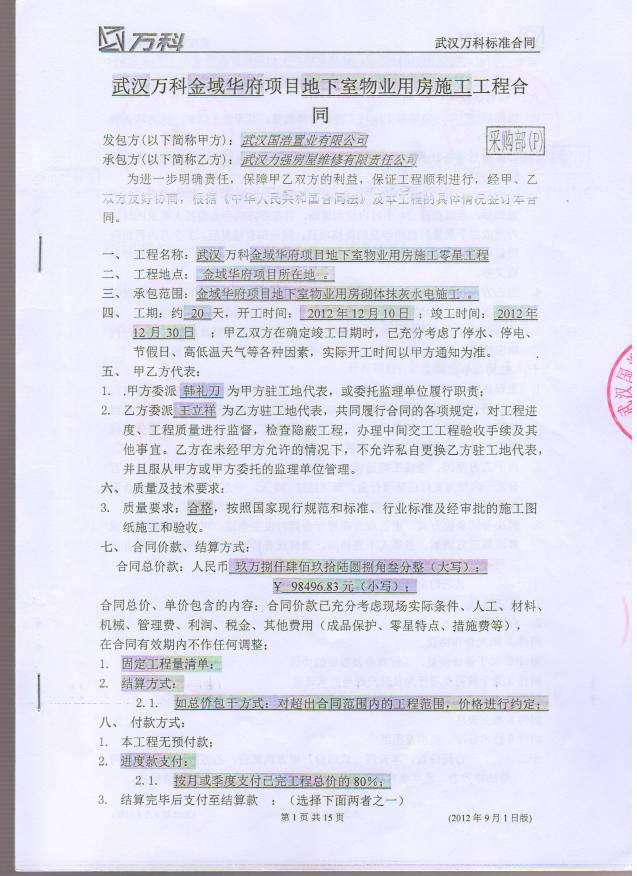 万科
武汉万科标准合同
武汉万科金域华府项目地下室物业用房施工工程合
同
发包方(以下简称甲方)：武汉国浩置业有限公司
采购部(P)
承包方(以下简称乙方)：武汉力强房屋维修有限责任公司
为进一步明确责任，保障甲乙双方的利益，保证工程顺利进行，经甲、乙
双方友好协商，根据《中华人民共和国合同法》及本工程的具体情况签订本合
同。
一、 工程名称：武汉 万科金域华府项目地下室物业用房施工零星工程
二、 工程地点： 金域华府项目所在地 。
三、 承包范围：金域华府项目地下室物业用房砌体抹灰水电施工 。
四、 工期：约 20 天，开工时间： 2012 年 12 月 10 日 ；竣工时间： 2012 年
12 月 30 日 ；甲乙双方在确定竣工日期时，已充分考虑了停水、停电、
节假日、高低温天气等各种因素，实际开工时间以甲方通知为准。
五、 甲乙方代表：
1. .甲方委派 韩礼刀 为甲方驻工地代表，或委托监理单位履行职责；
2. 乙方委派 王立祥 为乙方驻工地代表，共同履行合同的各项规定，对工程进
度、工程质量进行监督，检查隐蔽工程，办理中间交工工程验收手续及其
他事宜。乙方在未经甲方允许的情况下，不允许私自更换乙方驻工地代表，
并且服从甲方或甲方委托的监理单位管理。
六、 质量及技术要求：
3. 质量要求：合格，按照国家现行规范和标准、行业标准及经审批的施工图
纸施工和验收。
七、 合同价款、结算方式：
合同总价款：人民币 玖万捌仟肆佰玖拾陆圆捌角叁分整（大写）；
¥ 98496.83 元（小写）；
合同总价、单价包含的内容：合同价款已充分考虑现场实际条件、人工、材料、
机械、管理费、利润、税金、其他费用（成品保护、零星特点、措施费等），
在合同有效期内不作任何调整；
1. 固定工程量清单；
2. 结算方式：
2.1. 如总价包干方式：对超出合同范围内的工程范围，价格进行约定；
八、 付款方式：
1. 本工程无预付款；
2. 进度款支付：
2.1. 按月或季度支付已完工程总价的 80%；
3. 结算完毕后支付至结算款 ：（选择下面两者之一）
第 1 页 共 15 页
(2012 年 9 月 1 日版)
武汉国